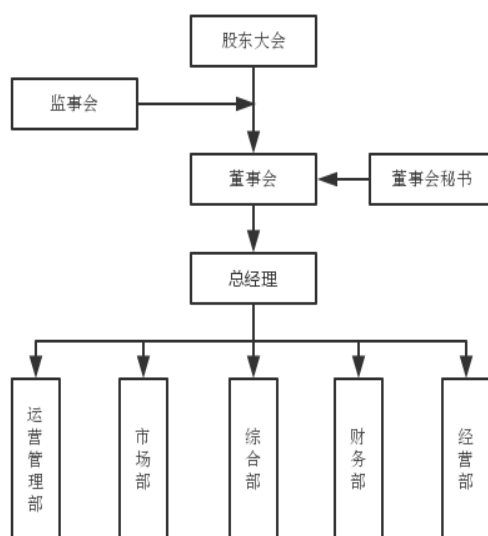 股东大会
监事会
董事会
董事会秘书
总经理
运营管理部
市场部
综合部
财务部
经营部